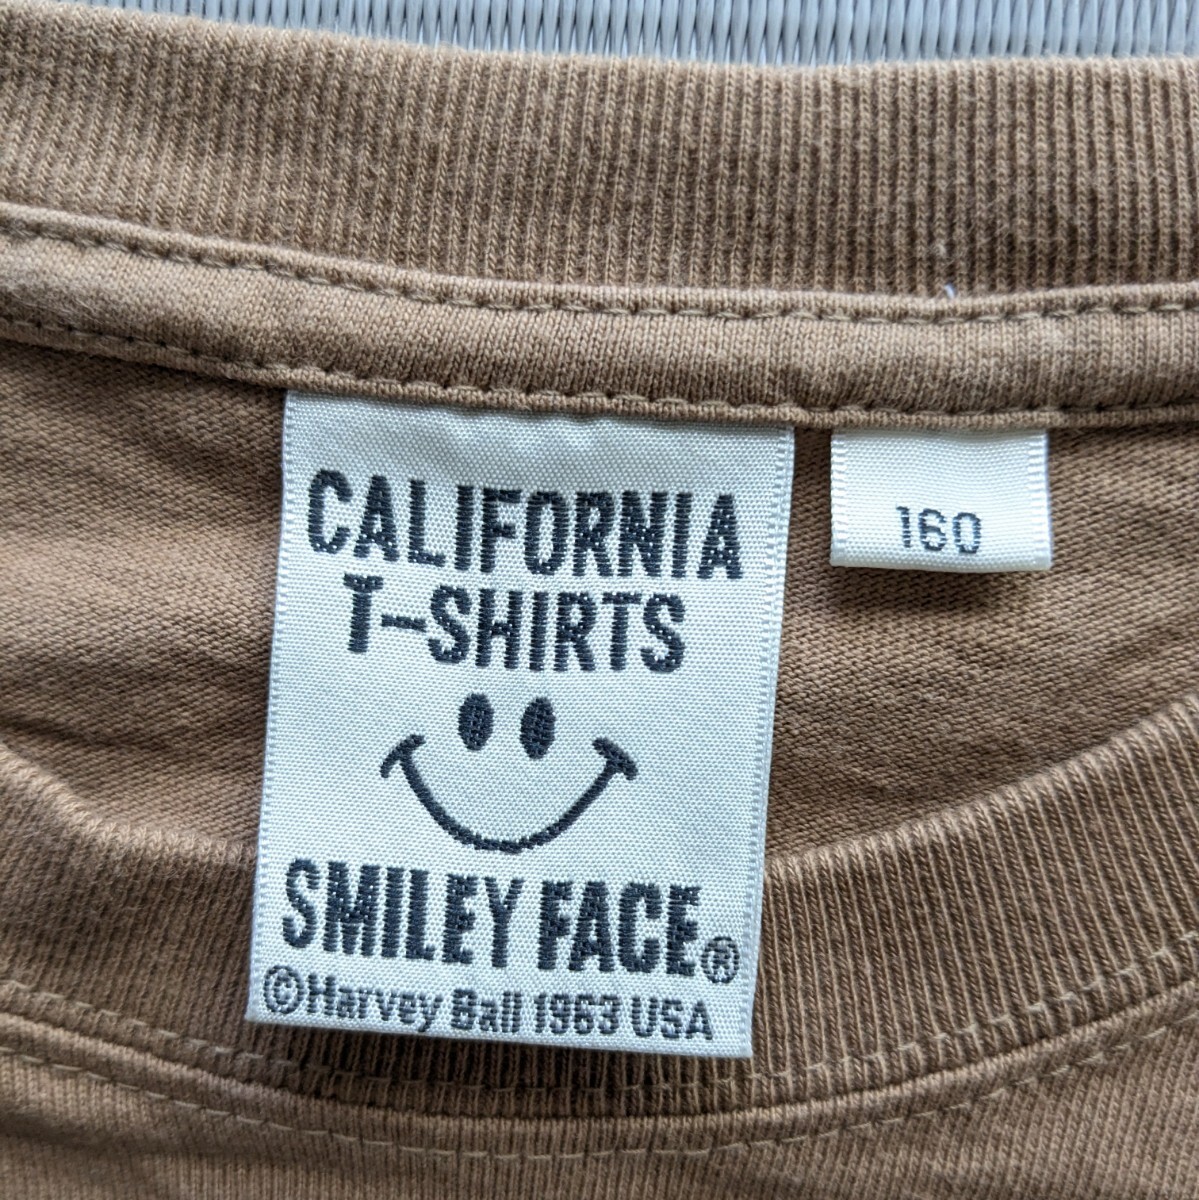 CALIFORNIA
T-SHIRTS
SMILEY FACE®
©Harvey Ball 1963 USA
160